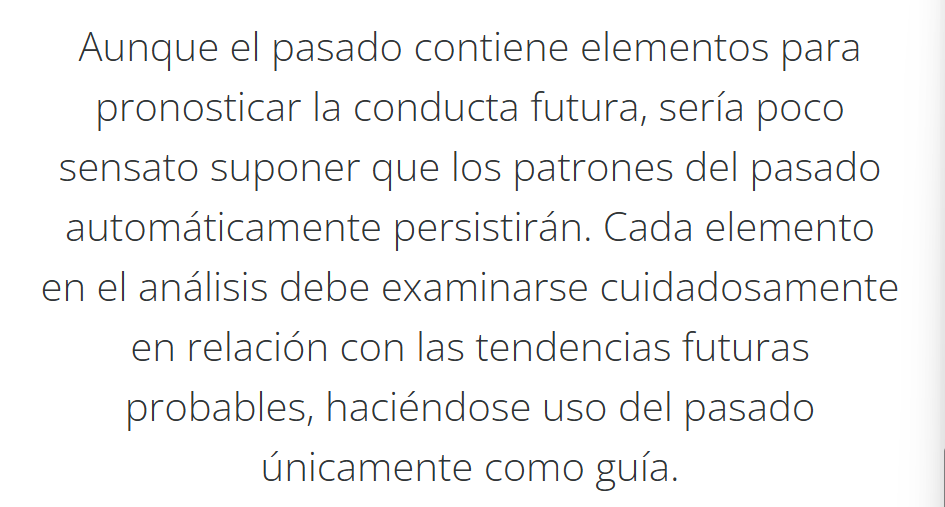 Aunque el pasado contiene elementos para
pronosticar la conducta futura, sería poco
sensato suponer que los patrones del pasado
automáticamente persistirán. Cada elemento
en el análisis debe examinarse cuidadosamente
en relación con las tendencias futuras
probables, haciéndose uso del pasado
únicamente como guía.